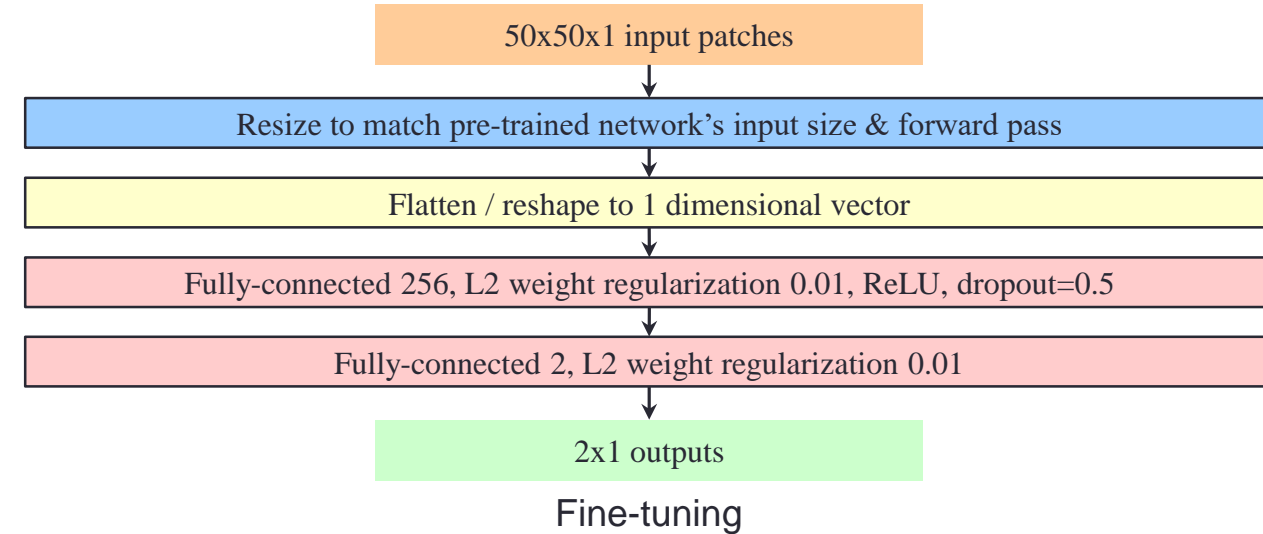 50x50x1 input patches
Resize to match pre-trained network’s input size & forward pass
Flatten / reshape to 1 dimensional vector
Fully-connected 256, L2 weight regularization 0.01, ReLU, dropout=0.5
Fully-connected 2, L2 weight regularization 0.01
2x1 outputs
Fine-tuning